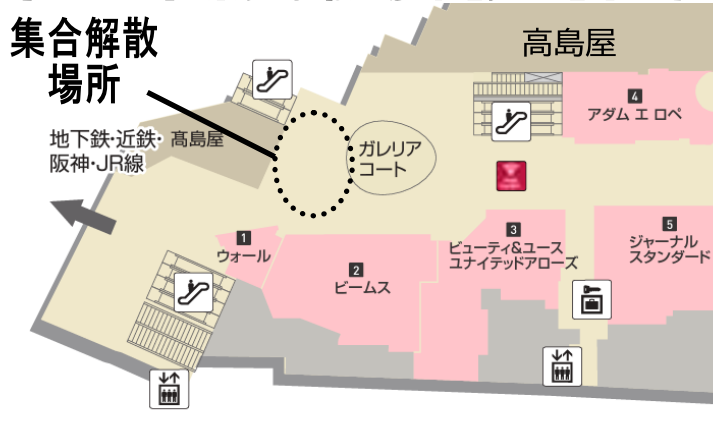 集合解散
場所
高島屋
地下鉄・近鉄・
阪神・JR線
髙島屋
ガレリア
コート
4
アダム エ ロペ
1
ウォール
2
ビームス
3
ビューティ&ユース
ユナイテッドアローズ
5
ジャーナル
スタンダード